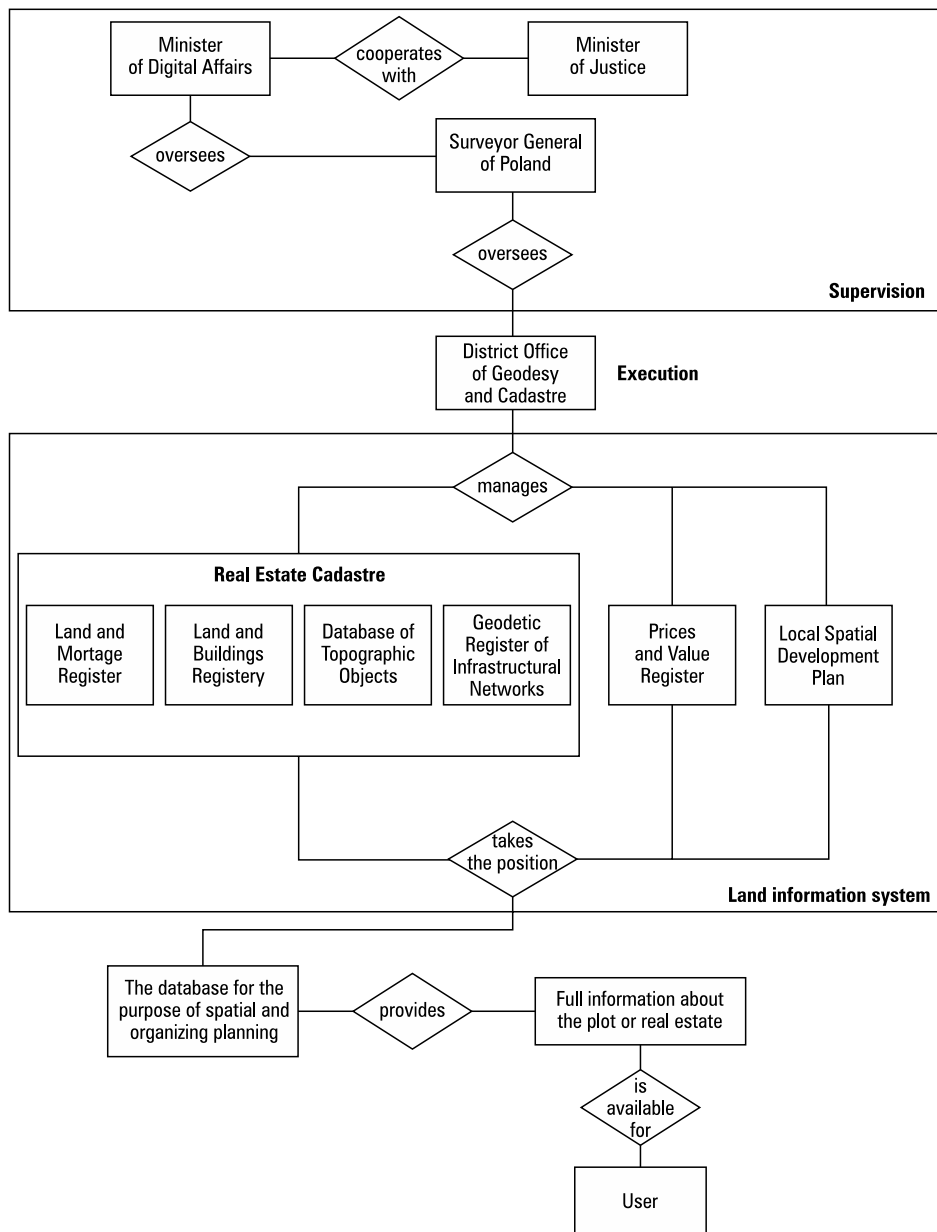 Minister
of Digital Affairs
cooperates
with
Minister
of Justice
oversees
Surveyor General
of Poland
oversees
Supervision
District Office
of Geodesy
and Cadastre
Execution
manages
Real Estate Cadastre
Land and
Mortage
Register
Land and
Buildings
Registery
Database of
Topographic
Objects
Geodetic
Register of
Infrastructural
Networks
Prices
and Value
Register
Local Spatial
Development
Plan
takes
the position
Land information system
The database for the
purpose of spatial and
organizing planning
provides
Full information about
the plot or real estate
is
available
for
User